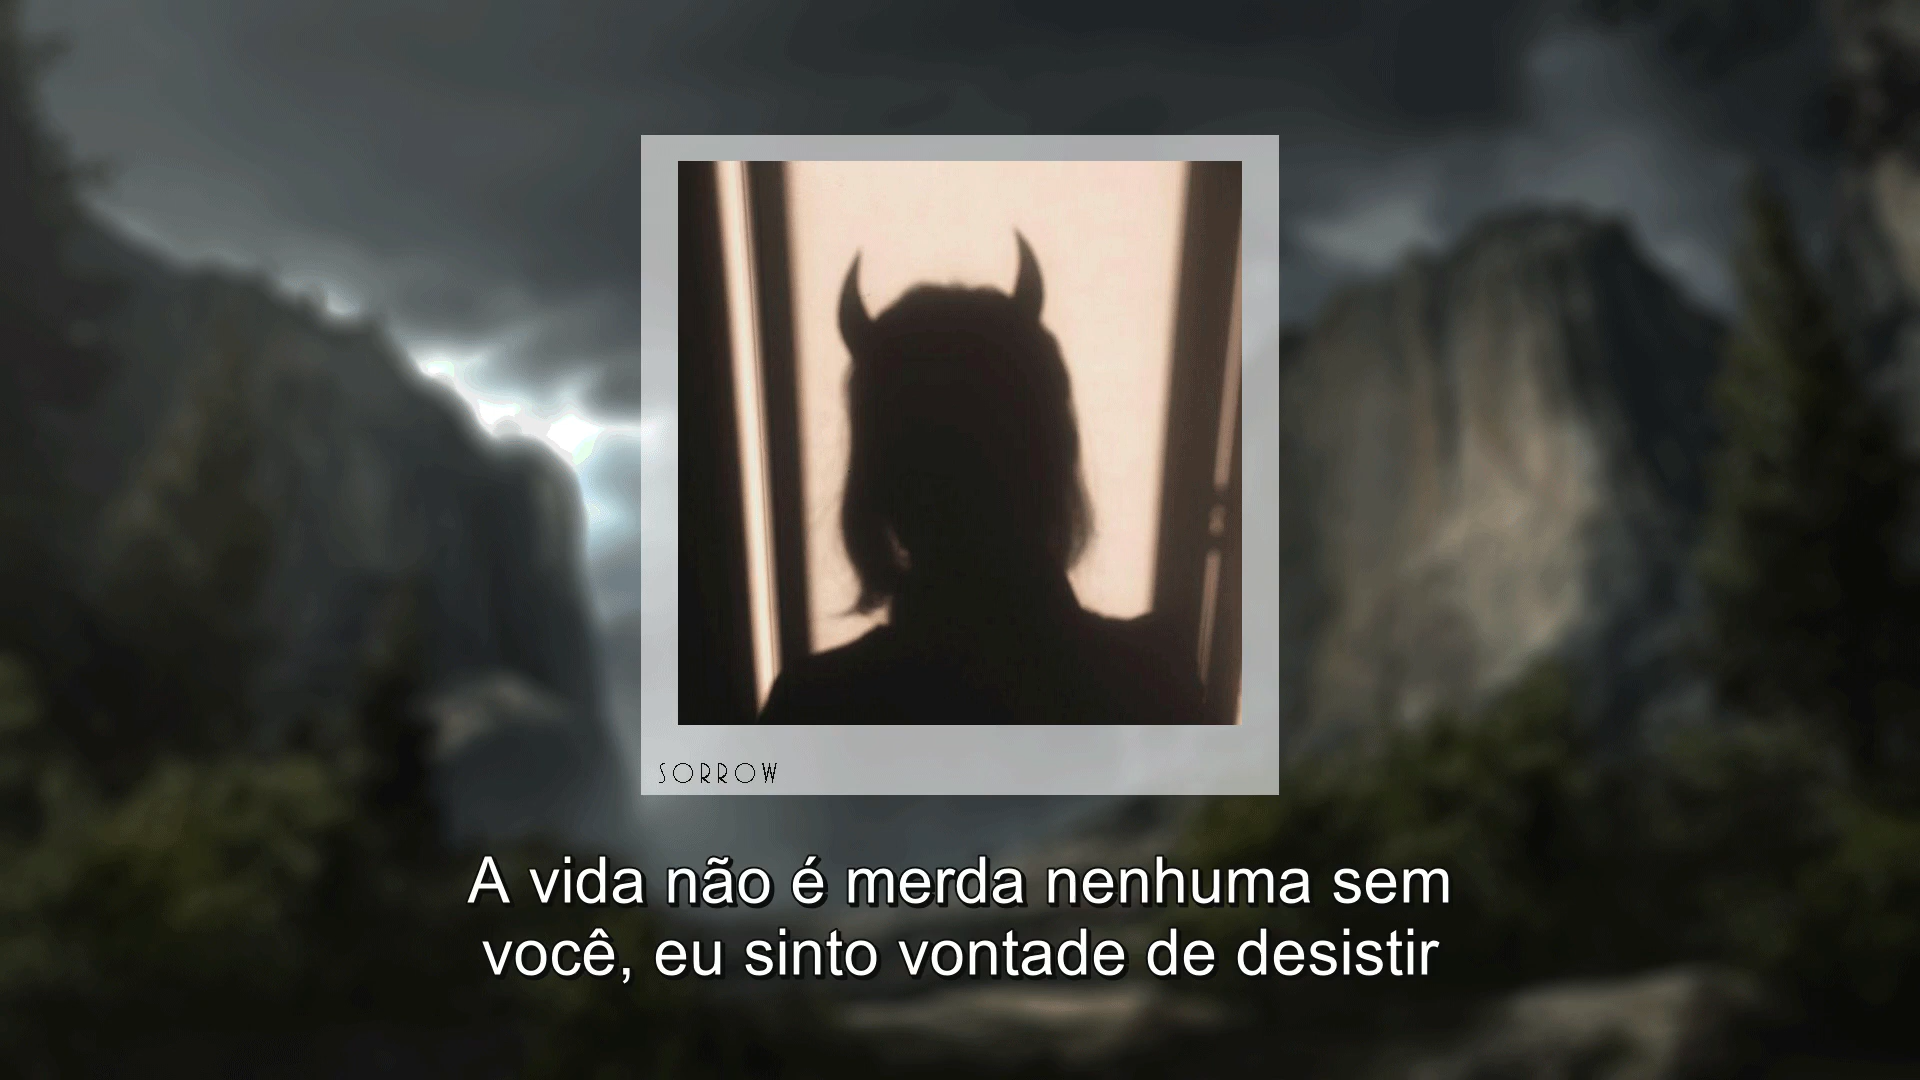 SORROW
A vida não é merda nenhuma sem
você, eu sinto vontade de desistir